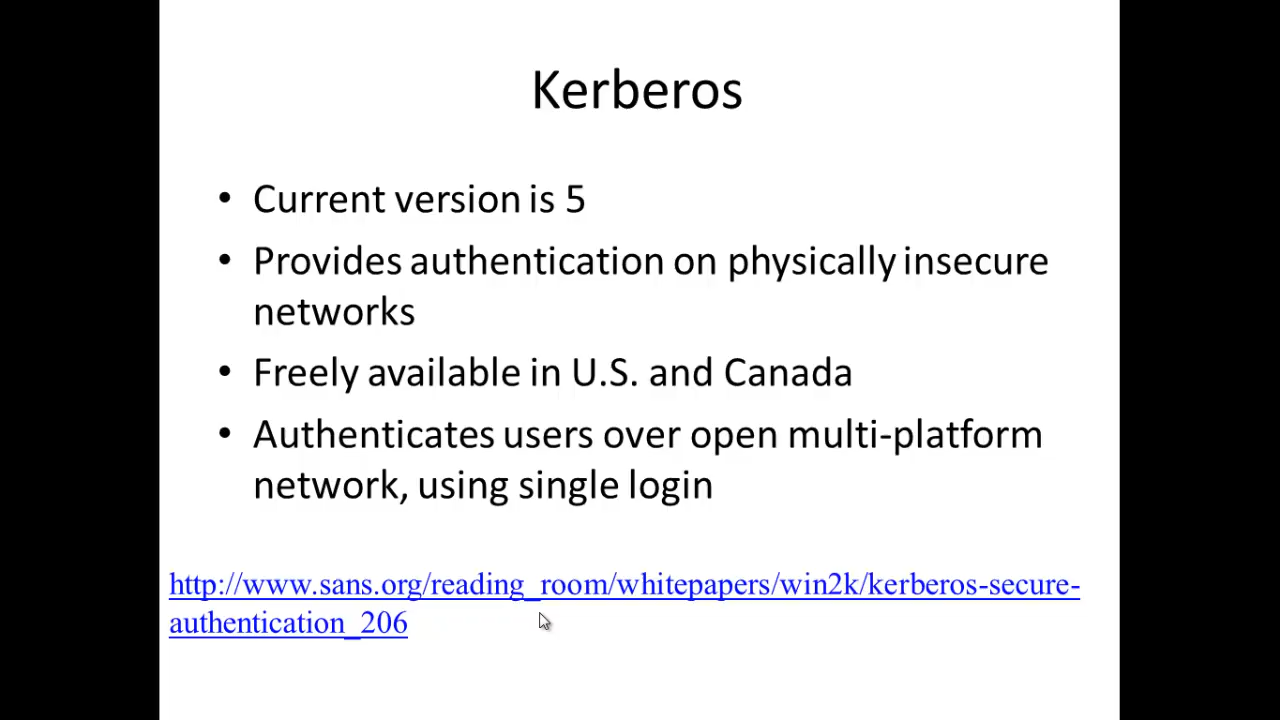 Kerberos
• Current version is 5
• Provides authentication on physically insecure
networks
• Freely available in U.S. and Canada
• Authenticates users over open multi-platform
network, using single login
http://www.sans.org/reading_room/whitepapers/win2k/kerberos-secure-
authentication_206